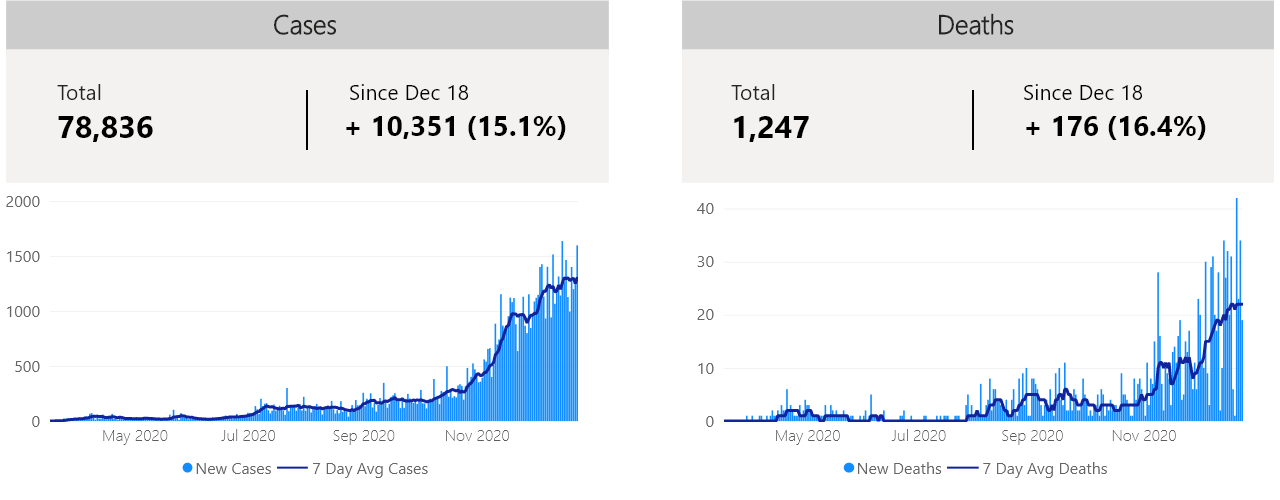 Cases
Total
Since Dec 18
78,836
+ 10,351 (15.1%)
2000
1500
1000
500
0
May 2020
Jul 2020
Sep 2020
Nov 2020
New Cases
7 Day Avg Cases
Deaths
Total
Since Dec 18
1,247
+ 176 (16.4%)
40
30
20
10
0
May 2020
Jul 2020
Sep 2020
Nov 2020
New Deaths
7 Day Avg Deaths